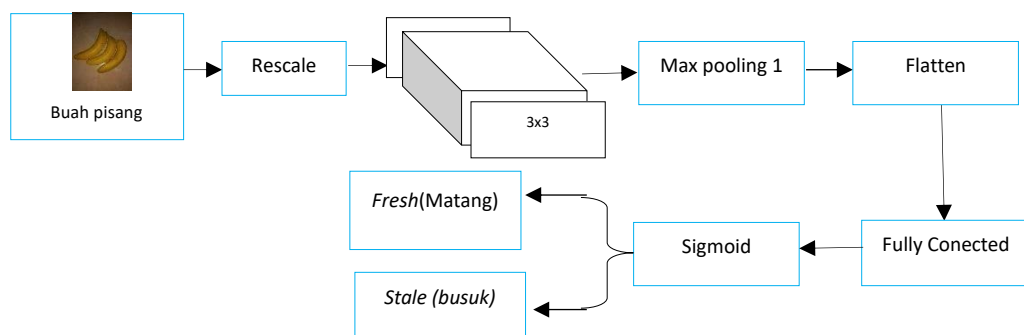 Buah pisang
Rescale
3x3
Max pooling 1
Flatten
Fully Conected
Sigmoid
Fresh(Matang)
Stale (busuk)